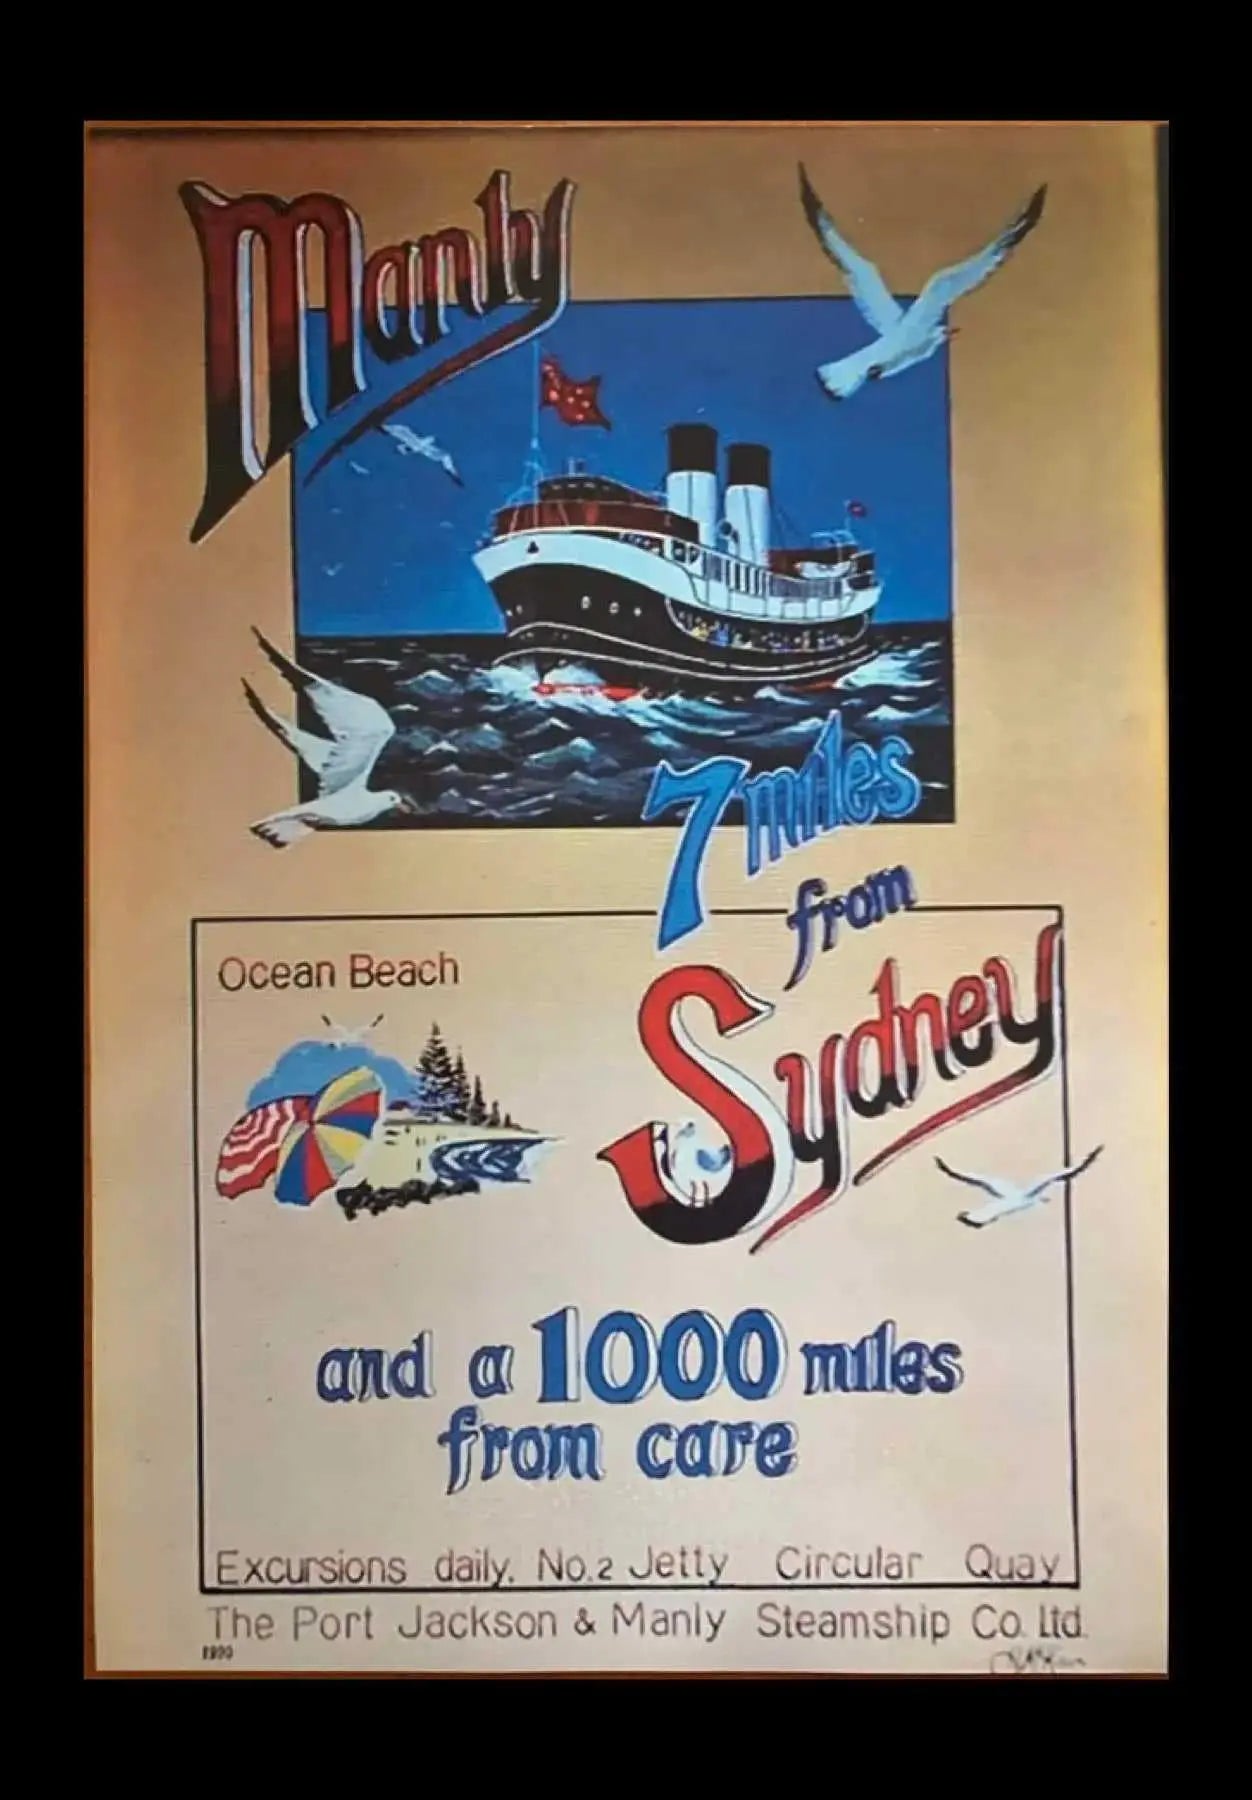 Manly
7 miles
from
Sydney
Ocean Beach
and a 1000 miles
from care
Excursions daily. No.2 Jetty Circular Quay
The Port Jackson & Manly Steamship Co. Ltd.